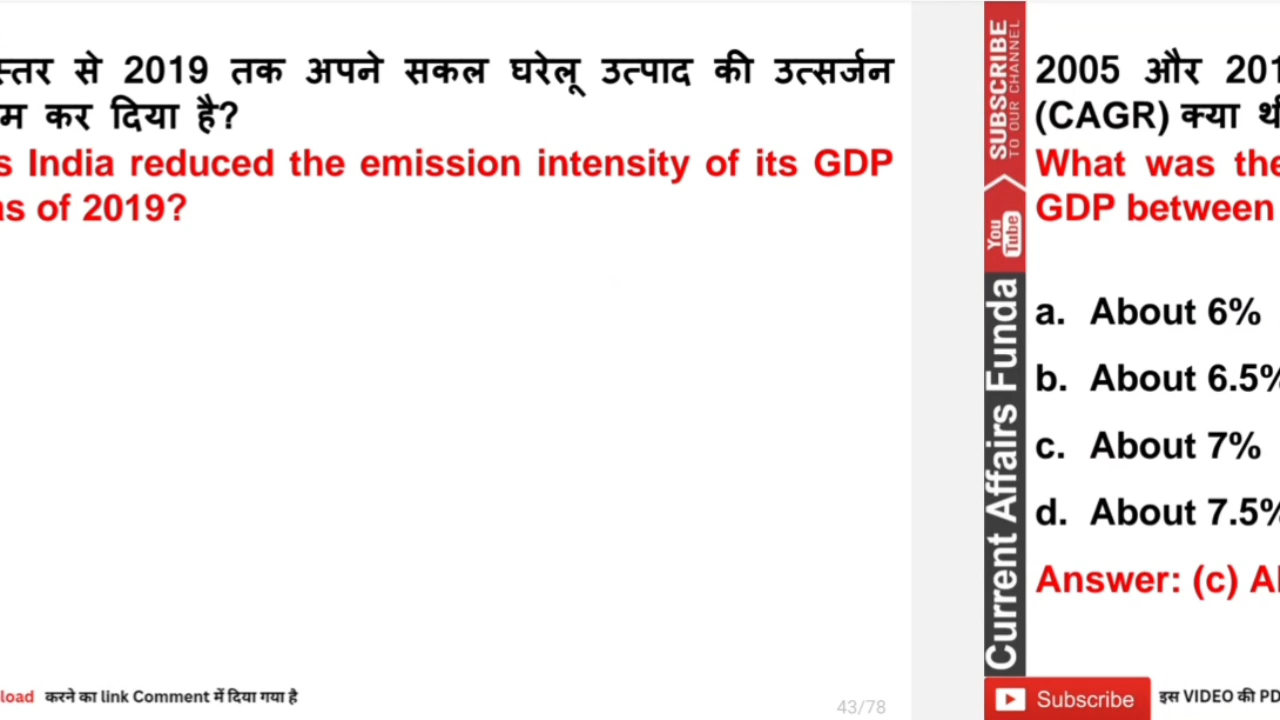 स्तर से 2019 तक अपने सकल घरेलू उत्पाद की उत्सर्जन
म कर दिया है?
s India reduced the emission intensity of its GDP
as of 2019?
load करने का link Comment में दिया गया है
43/78
SUBSCRIBE
TO OUR CHANNEL
You Tube
Current Affairs Funda
2005 और 201
(CAGR) क्या थी
What was the
GDP between
a. About 6%
b. About 6.5%
c. About 7%
d. About 7.5%
Answer: (c) A
Subscribe
इस VIDEO की PD